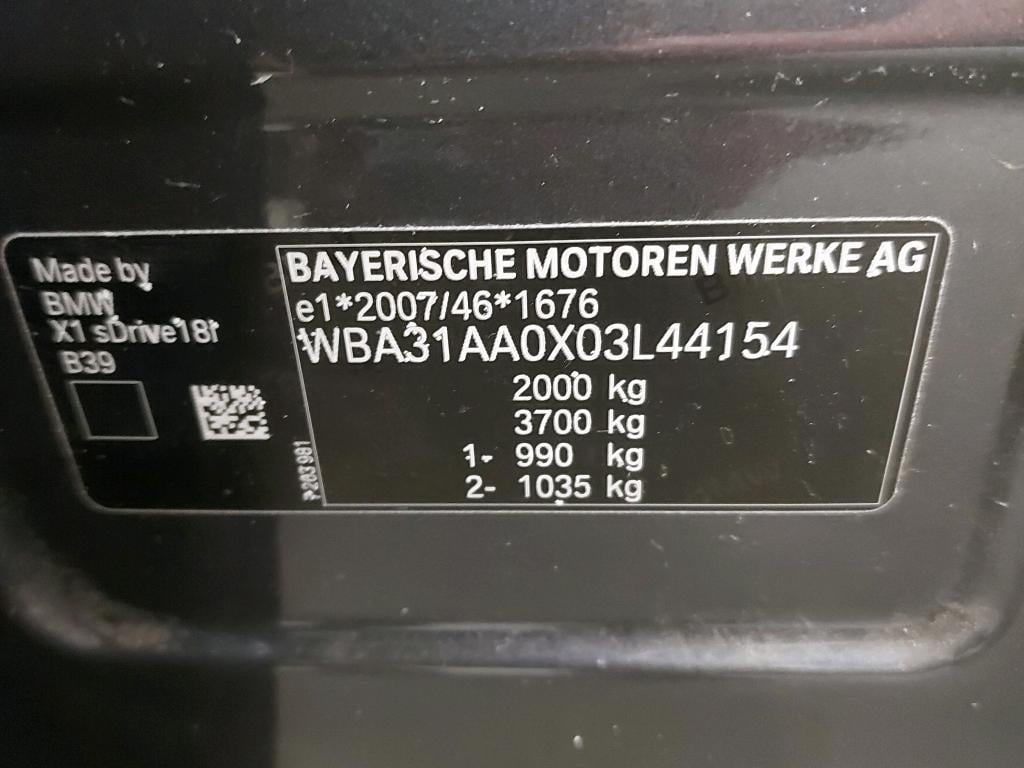 Made by
BMW
X1 sDrive18i
B39
BAYERISCHE MOTOREN WERKE AG
e1*2007/46*1676
WBA31AA0X03L44154
2000 kg
3700 kg
1- 990 kg
2- 1035 kg
P263981